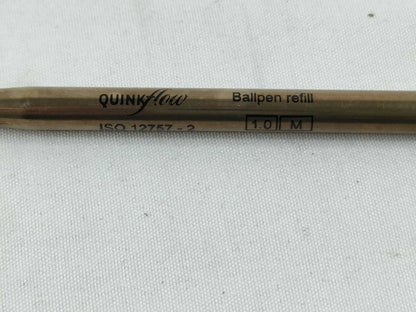 QUINKflow Ballpen refill
ISO 12757 - 2 1.0 M